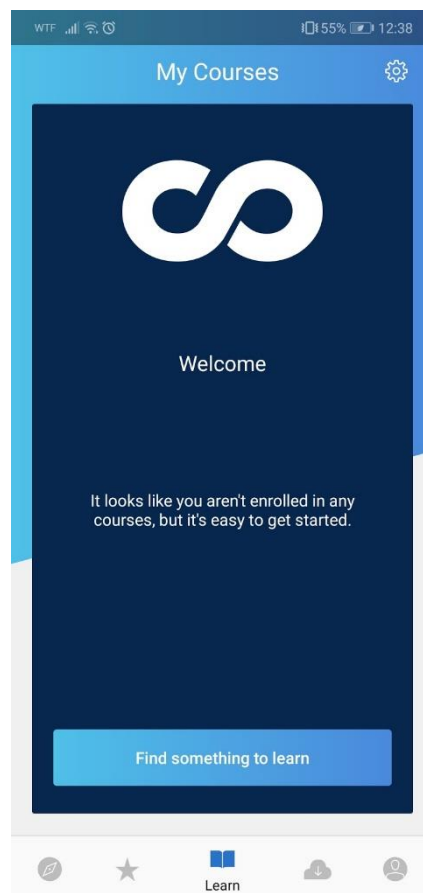 WTF 55% 12:38
My Courses
Welcome
It looks like you aren't enrolled in any
courses, but it's easy to get started.
Find something to learn
Learn